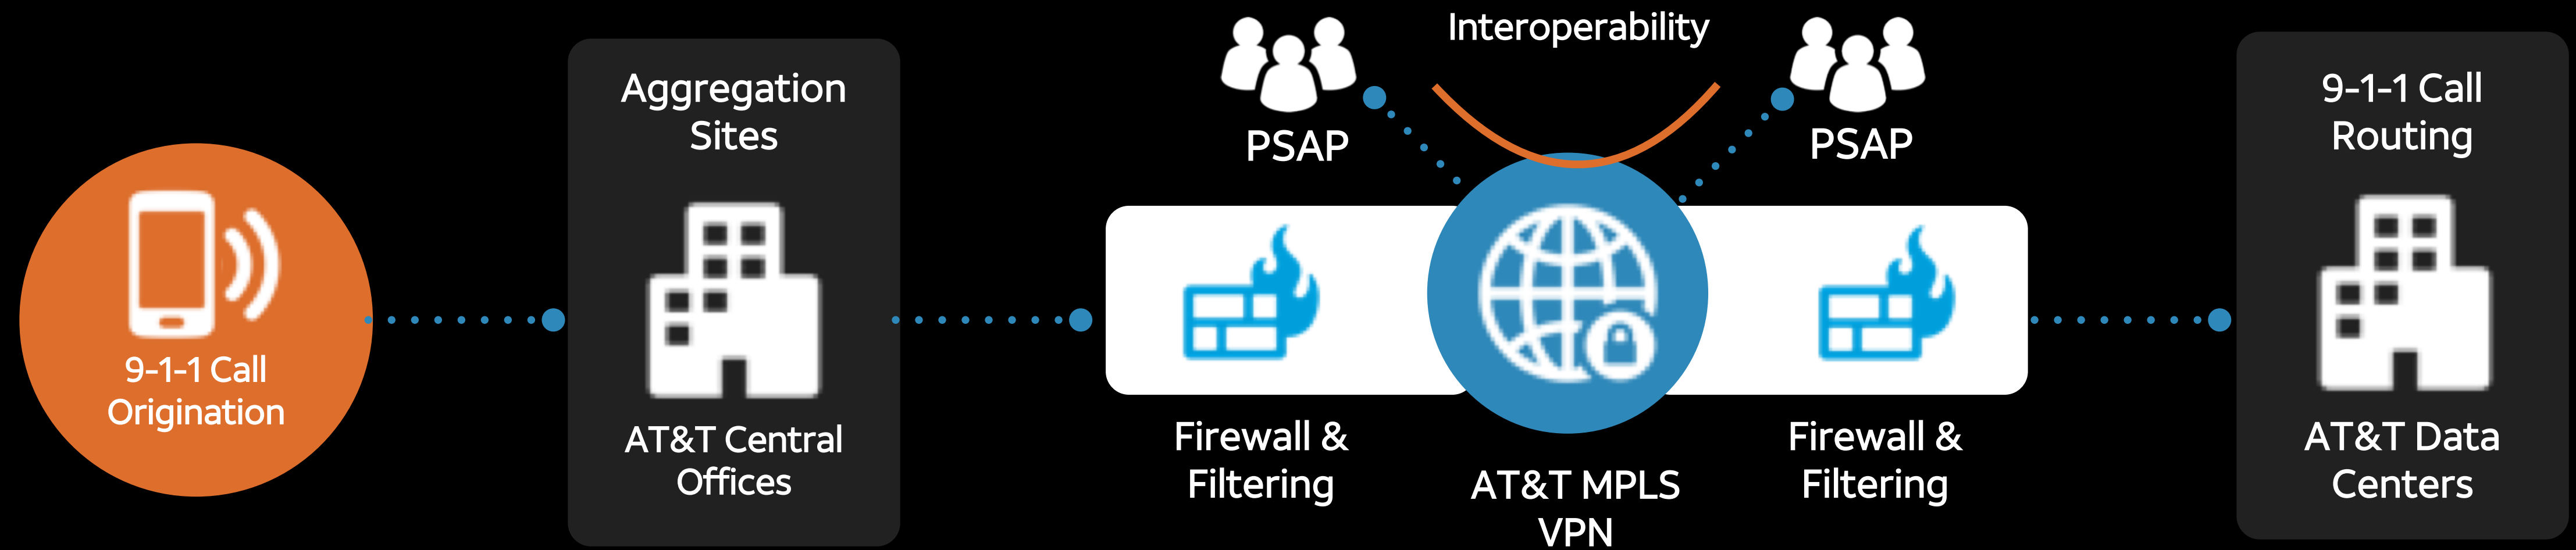 9-1-1 Call
Origination
Aggregation
Sites
AT&T Central
Offices
PSAP
Interoperability
PSAP
Firewall &
Filtering
AT&T MPLS
VPN
Firewall &
Filtering
9-1-1 Call
Routing
AT&T Data
Centers